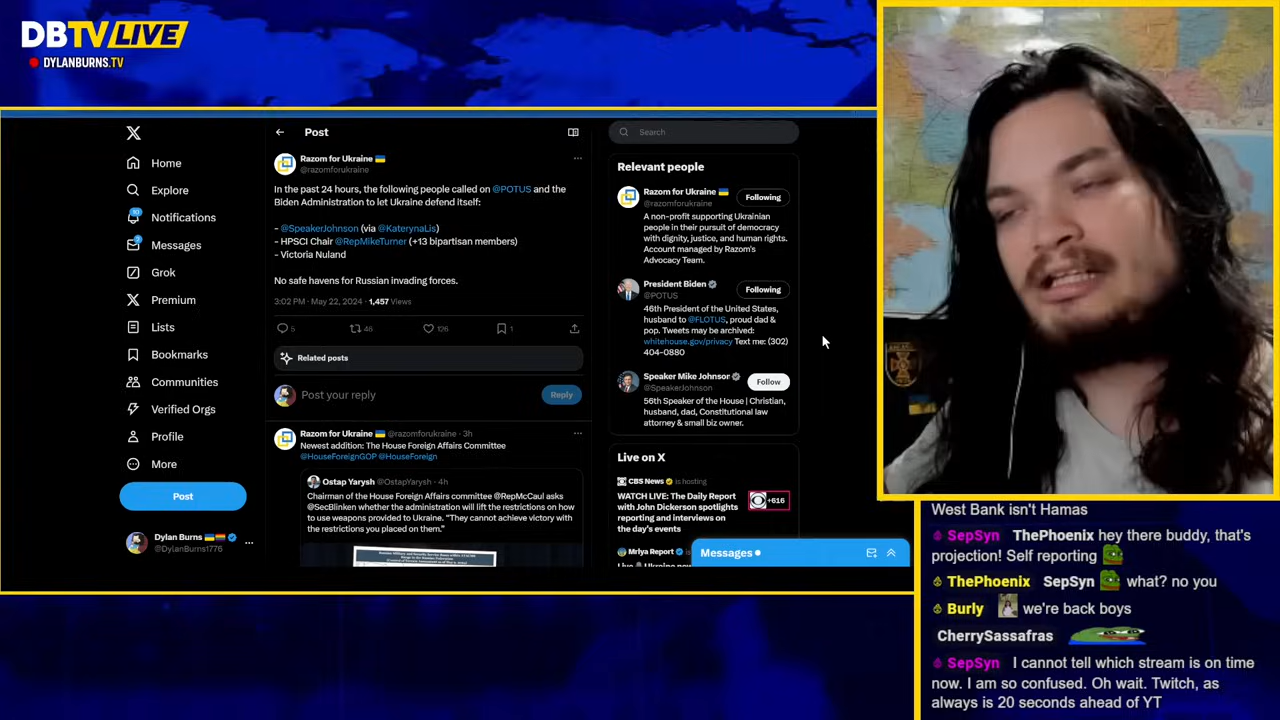 DBTV LIVE
DYLANBURNS.TV
Home
Explore
10
Notifications
Messages
Grok
Premium
Lists
Bookmarks
Communities
Verified Orgs
Profile
More
Post
Dylan Burns
@DylanBurns1776
Post
Razom for Ukraine
@razomforukraine
In the past 24 hours, the following people called on @POTUS and the
Biden Administration to let Ukraine defend itself:
- @SpeakerJohnson (via @KaterynaLis)
- HPSCI Chair @RepMikeTurner (+13 bipartisan members)
- Victoria Nuland
No safe havens for Russian invading forces.
3:02 PM · May 22, 2024 · 1,457 Views
5 46 126 1
Related posts
Post your reply
Reply
Razom for Ukraine @razomforukraine · 3h
Newest addition: The House Foreign Affairs Committee
@HouseForeignGOP @HouseForeign
Ostap Yarysh @OstapYarysh · 4h
Chairman of the House Foreign Affairs committee @RepMcCaul asks
@SecBlinken whether the administration will lift the restrictions on how
to use weapons provided to Ukraine. “They cannot achieve victory with
the restrictions you placed on them.”
Search
Relevant people
Razom for Ukraine
@razomforukraine
Following
A non-profit supporting Ukrainian
people in their pursuit of democracy
with dignity, justice, and human rights.
Account managed by Razom's
Advocacy Team.
President Biden
@POTUS
Following
46th President of the United States,
husband to @FLOTUS, proud dad &
pop. Tweets may be archived:
whitehouse.gov/privacy Text me: (302)
404-0880
Speaker Mike Johnson
@SpeakerJohnson
Follow
56th Speaker of the House | Christian,
husband, dad, Constitutional law
attorney & small biz owner.
Live on X
CBS News is hosting
WATCH LIVE: The Daily Report
with John Dickerson spotlights
reporting and interviews on
the day's events
+616
Mriya Report
Messages
West Bank isn't Hamas
SepSyn ThePhoenix hey there buddy, that's
projection! Self reporting
ThePhoenix SepSyn what? no you
Burly we're back boys
CherrySassafras
SepSyn I cannot tell which stream is on time
now. I am so confused. Oh wait. Twitch, as
always is 20 seconds ahead of YT